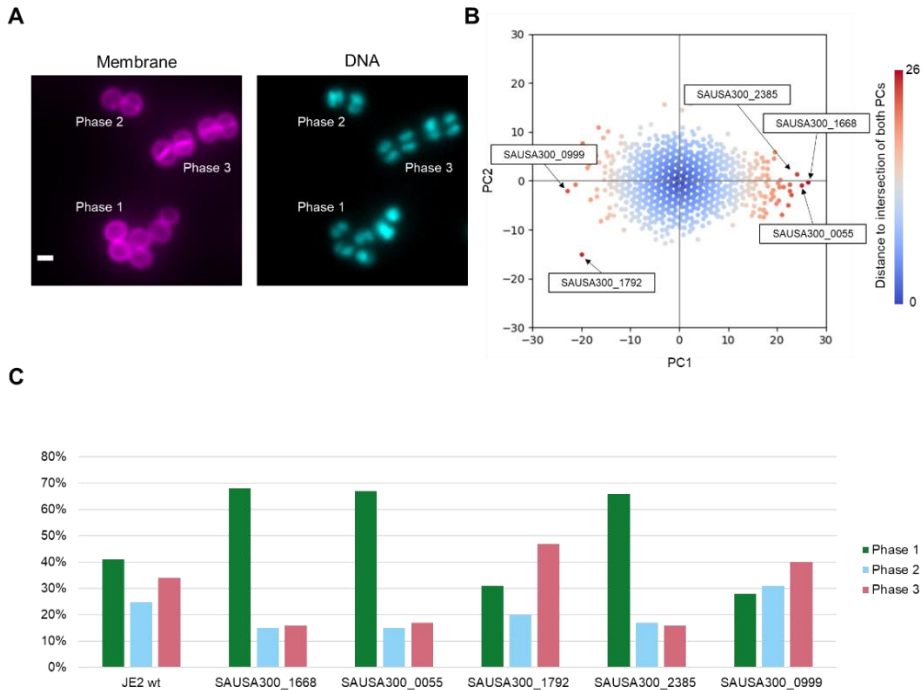 A
Membrane
DNA
Phase 2
Phase 3
Phase 1
Phase 2
Phase 3
Phase 1
B
30
20
10
0
−10
−20
−30
PC2
−30
−20
−10
0
10
20
30
PC1
SAUSA300_2385
SAUSA300_1668
SAUSA300_0999
SAUSA300_0055
SAUSA300_1792
26
0
Distance to intersection of both PCs
C
80%
70%
60%
50%
40%
30%
20%
10%
0%
JE2 wt
SAUSA300_1668
SAUSA300_0055
SAUSA300_1792
SAUSA300_2385
SAUSA300_0999
Phase 1
Phase 2
Phase 3